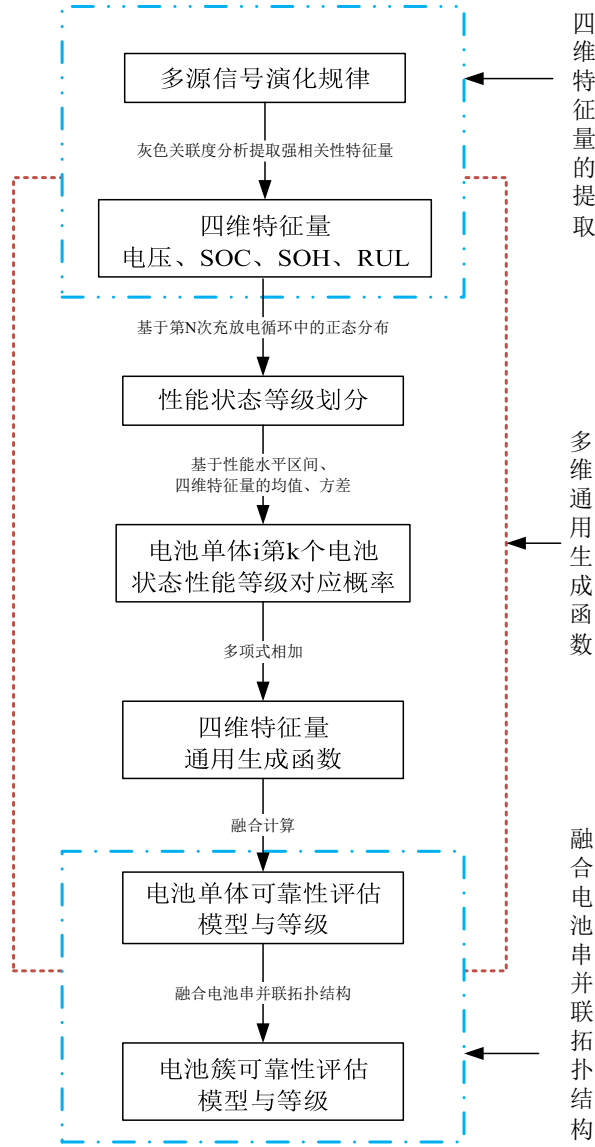 多源信号演化规律
灰色关联度分析提取强相关性特征量
四维特征量
电压、SOC、SOH、RUL
基于第N次充放电循环中的正态分布
性能状态等级划分
基于性能水平区间、
四维特征量的均值、方差
电池单体i第k个电池
状态性能等级对应概率
多项式相加
四维特征量
通用生成函数
融合计算
电池单体可靠性评估
模型与等级
融合电池串并联拓扑结构
电池簇可靠性评估
模型与等级
四维特征量的提取
多维通用生成函数
融合电池串并联拓扑结构